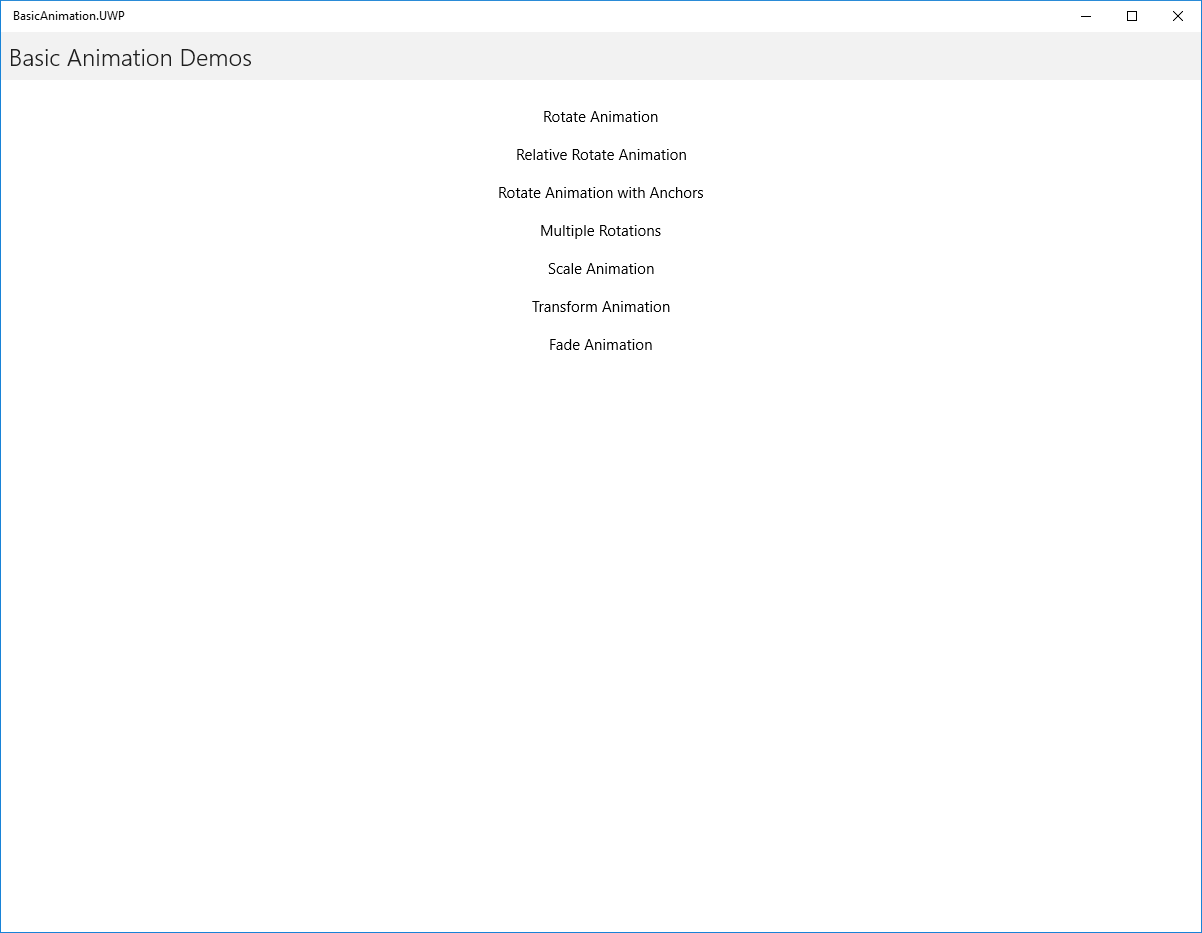 BasicAnimation.UWP
Basic Animation Demos
Rotate Animation
Relative Rotate Animation
Rotate Animation with Anchors
Multiple Rotations
Scale Animation
Transform Animation
Fade Animation